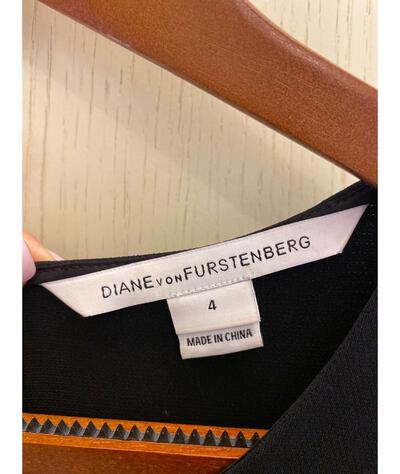 DIANE VON FURSTENBERG
4
MADE IN CHINA